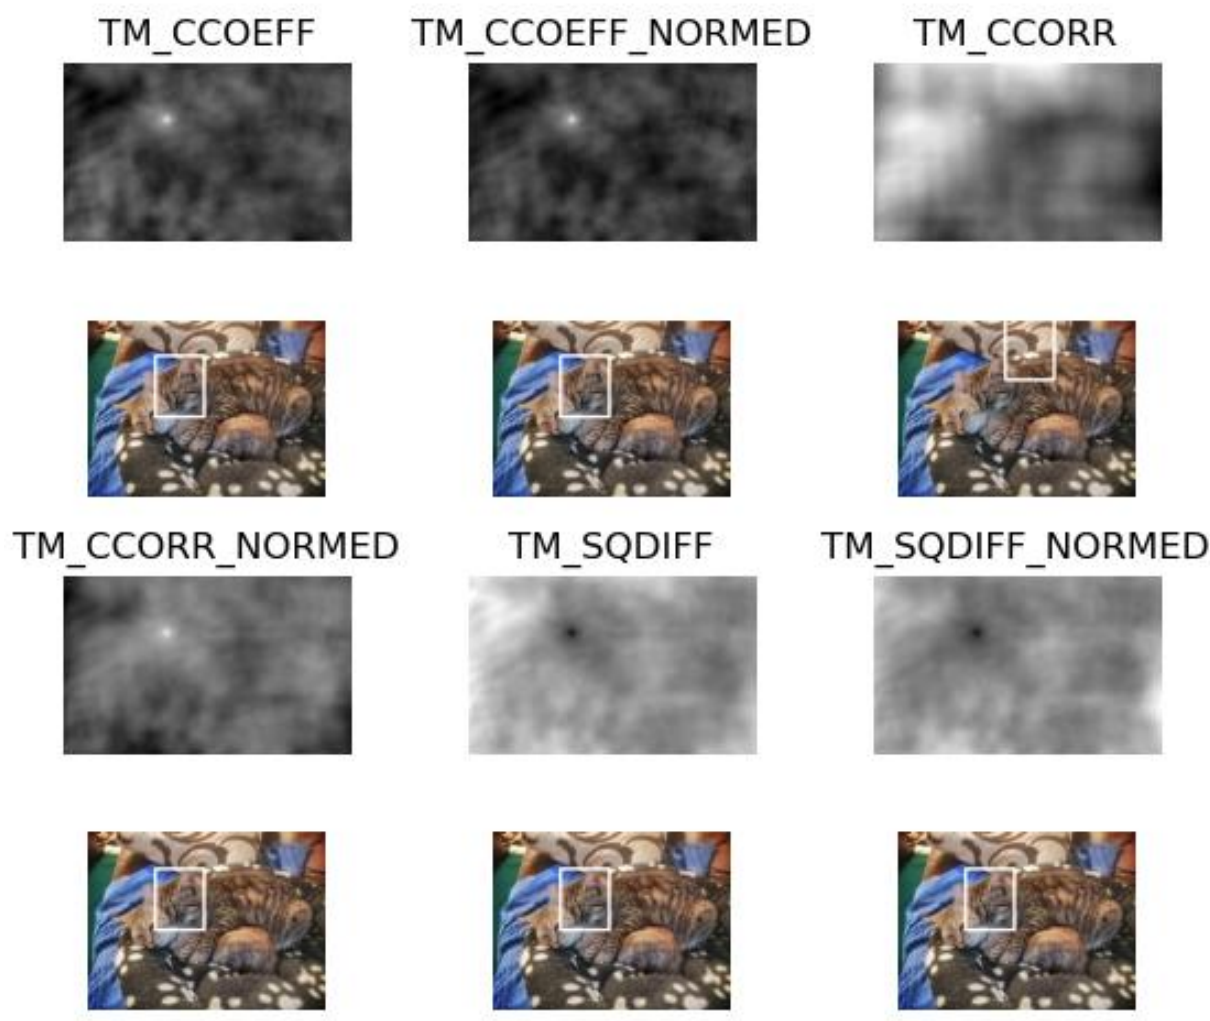 TM_CCOEFF
TM_CCOEFF_NORMED
TM_CCORR
TM_CCORR_NORMED
TM_SQDIFF
TM_SQDIFF_NORMED